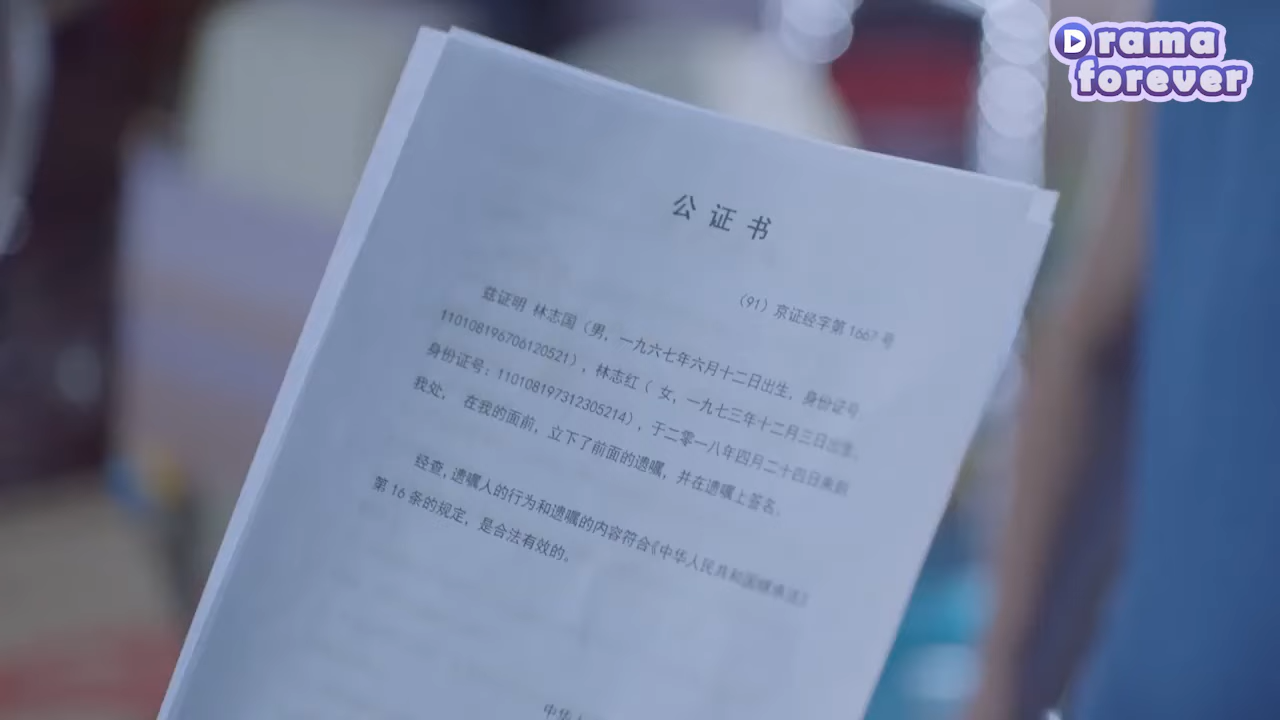 Drama
forever
公证书
（91）京证经字第1667号
兹证明 林志国（男，一九六七年六月十二日出生，身份证号
110108196706120521），林志红（ 女，一九七三年十二月三日出生，
身份证号：110108197312305214），于二零一八年四月二十四日来到
我处， 在我的面前，立下了前面的遗嘱，并在遗嘱上签名。
经查，遗嘱人的行为和遗嘱的内容符合《中华人民共和国继承法》
第16条的规定，是合法有效的。
中华